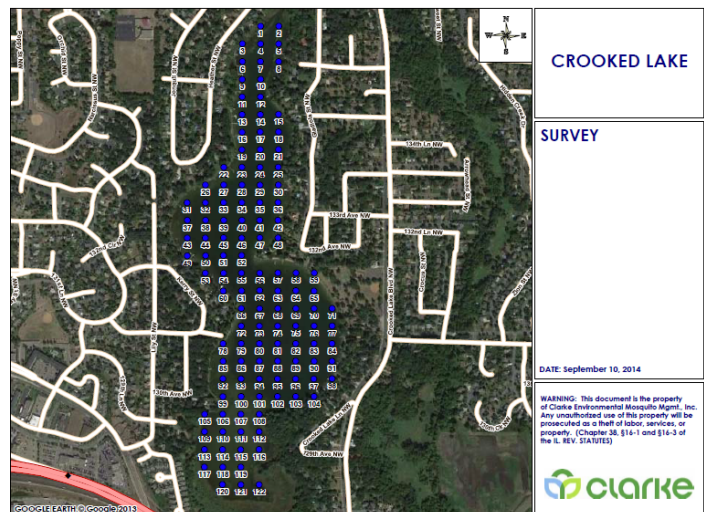 CROOKED LAKE
SURVEY
DATE: September 10, 2014
WARNING: This document is the property
of Clarke Environmental Mosquito Mgmt., Inc.
Any unauthorized use of this property will be
prosecuted as a theft of labor, services, or
property. (Chapter 38, §16-1 and §16-3 of
the IL. REV. STATUTES)
clarke
N
W E
S
1 2
3 4 5
6 7 8
9 10
11 12
13 14 15
16 17 18
19 20 21
22 23 24 25
26 27 28 29 30
31 32 33 34 35 36
37 38 39 40 41 42
43 44 45 46 47 48
49 50 51 52
53 54 55 56 57 58 59
60 61 62 63 64 65
66 67 68 69 70 71
72 73 74 75 76 77
78 79 80 81 82 83 84
85 86 87 88 89 90 91
92 93 94 95 96 97 98
99 100 101 102 103 104
105 106 107 108
109 110 111 112
113 114 115 116
117 118 119
120 121 122
134th Ln NW
133rd Ave NW
132nd Ln NW
132nd Ave NW
Crooked Lake Blvd NW
Crooked Lake Ln NW
129th Ave NW
130th Ave NW
Lily St NW
Heather St NW
GOOGLE EARTH © Google 2013